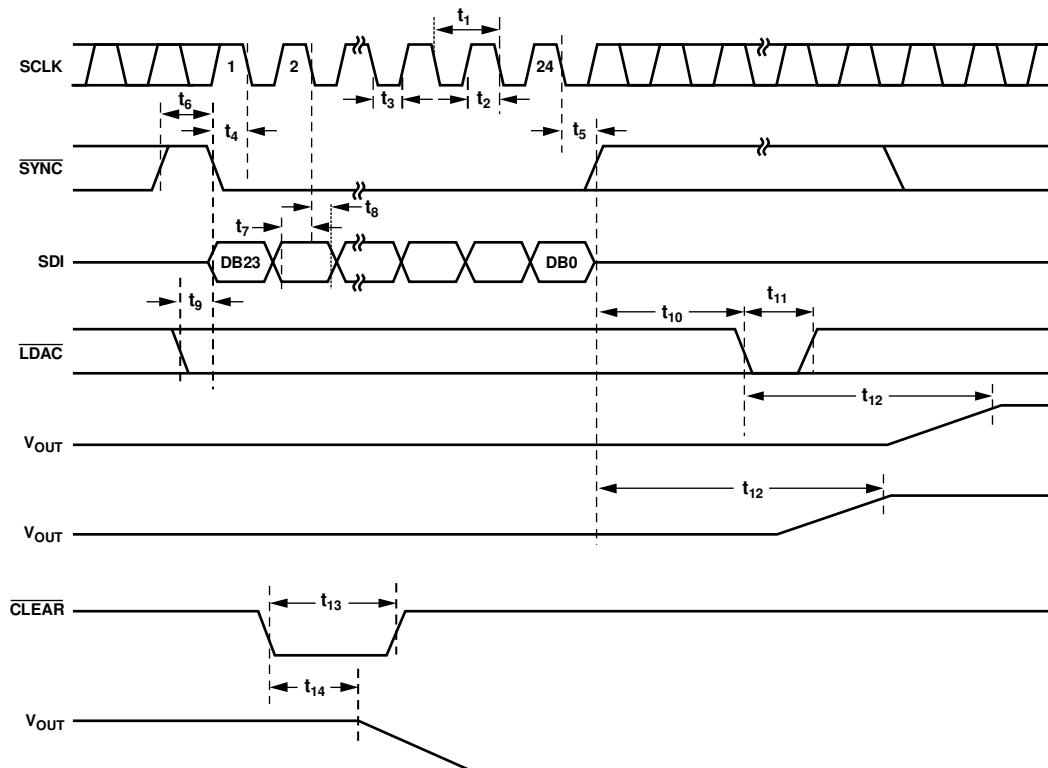 t1
SCLK
1
2
24
t3
t2
t6
t4
t5
SYNC
t8
t7
SDI
DB23
DB0
t9
t10
t11
LDAC
t12
VOUT
t12
VOUT
CLEAR
t13
t14
VOUT